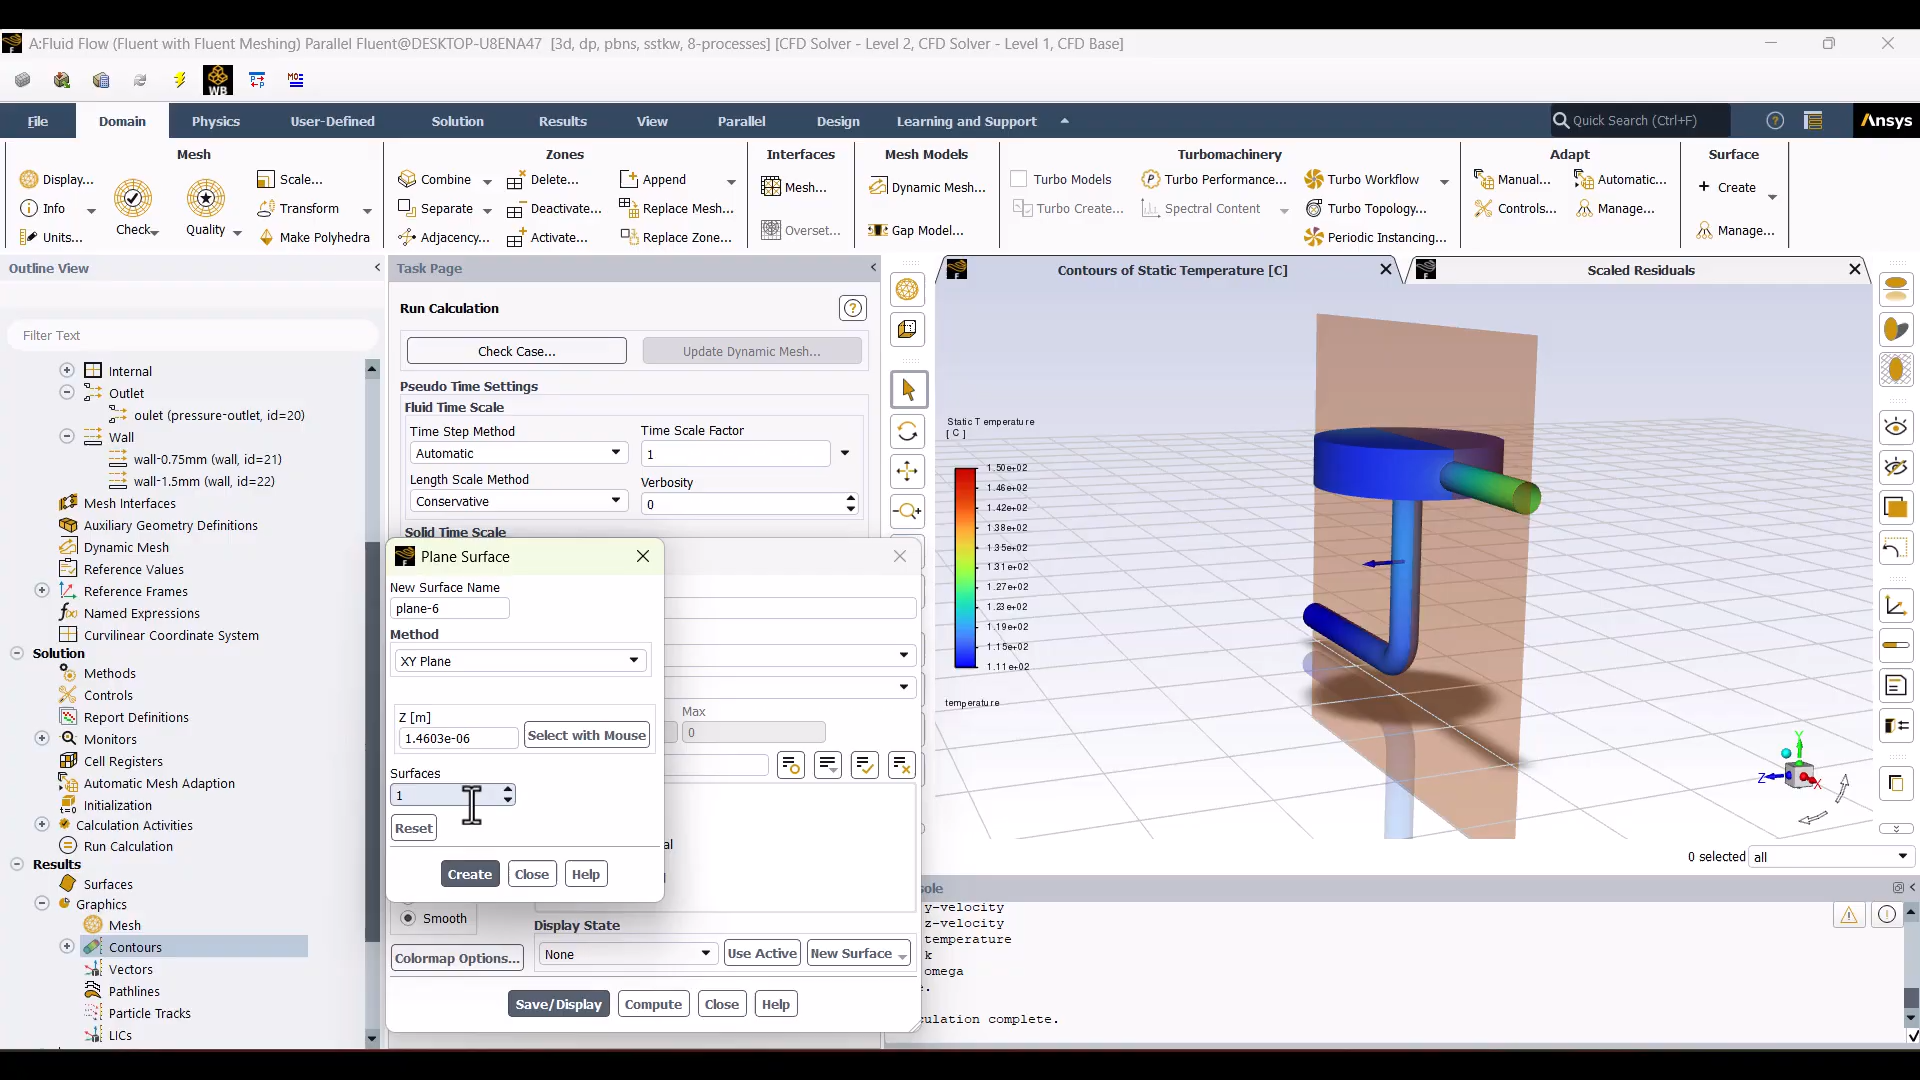 A:Fluid Flow (Fluent with Fluent Meshing) Parallel Fluent@DESKTOP-U8ENA47 [3d, dp, pbns, sstkw, 8-processes] [CFD Solver - Level 2, CFD Solver - Level 1, CFD Base]
WB
File Domain Physics User-Defined Solution Results View Parallel Design Learning and Support Quick Search (Ctrl+F) Ansys
Mesh Zones Interfaces Mesh Models Turbomachinery Adapt Surface
Display... Scale... Combine Delete... Append Mesh... Dynamic Mesh... Turbo Models Turbo Performance... Turbo Workflow Manual... Automatic... Create
Info Check Quality Transform Separate Deactivate... Replace Mesh... Turbo Create... Spectral Content Turbo Topology... Controls... Manage...
Units... Make Polyhedra Adjacency... Activate... Replace Zone... Overset... Gap Model... Periodic Instancing... Manage...
Outline View
Filter Text
Internal
Outlet
oulet (pressure-outlet, id=20)
Wall
wall-0.75mm (wall, id=21)
wall-1.5mm (wall, id=22)
Mesh Interfaces
Auxiliary Geometry Definitions
Dynamic Mesh
Reference Values
Reference Frames
Named Expressions
Curvilinear Coordinate System
Solution
Methods
Controls
Report Definitions
Monitors
Cell Registers
Automatic Mesh Adaption
Initialization
Calculation Activities
Run Calculation
Results
Surfaces
Graphics
Mesh
Contours
Vectors
Pathlines
Particle Tracks
LICs
Task Page
Run Calculation
Check Case... Update Dynamic Mesh...
Pseudo Time Settings
Fluid Time Scale
Time Step Method Time Scale Factor
Automatic 1
Length Scale Method Verbosity
Conservative 0
Solid Time Scale
Plane Surface
New Surface Name
plane-6
Method
XY Plane
Z [m]
1.4603e-06 Select with Mouse
Surfaces
1
Reset
Create Close Help
Max
0
al
Smooth
Display State
Colormap Options... None Use Active New Surface
Save/Display Compute Close Help
Contours of Static Temperature [C] Scaled Residuals
Static Temperature
[ C ]
1.50e+02
1.46e+02
1.42e+02
1.38e+02
1.35e+02
1.31e+02
1.27e+02
1.23e+02
1.19e+02
1.15e+02
1.11e+02
temperature
Y
Z X
0 selected all
sole
y-velocity
z-velocity
temperature
k
omega
.
ulation complete.